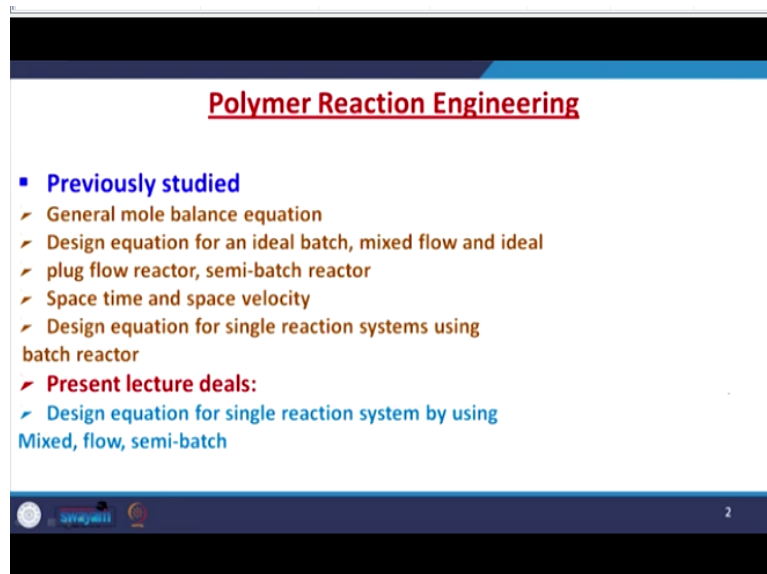 Polymer Reaction Engineering
▪ Previously studied
➢ General mole balance equation
➢ Design equation for an ideal batch, mixed flow and ideal
➢ plug flow reactor, semi-batch reactor
➢ Space time and space velocity
➢ Design equation for single reaction systems using
batch reactor
➢ Present lecture deals:
➢ Design equation for single reaction system by using
Mixed, flow, semi-batch
swayam
2